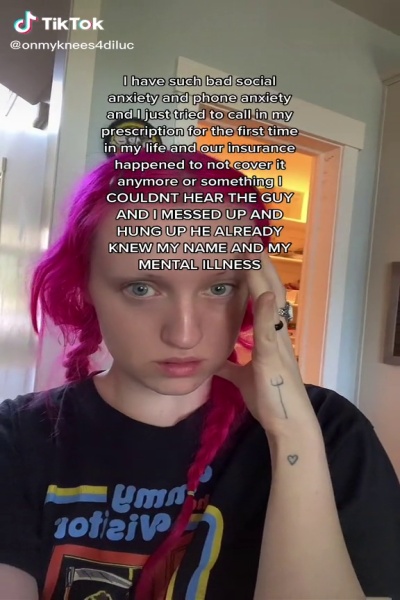 TikTok
@onmyknees4diluc
I have such bad social
anxiety and phone anxiety
and I just tried to call in my
prescription for the first time
in my life and our insurance
happened to not cover it
anymore or something I
COULDNT HEAR THE GUY
AND I MESSED UP AND
HUNG UP HE ALREADY
KNEW MY NAME AND MY
MENTAL ILLNESS
Visitor